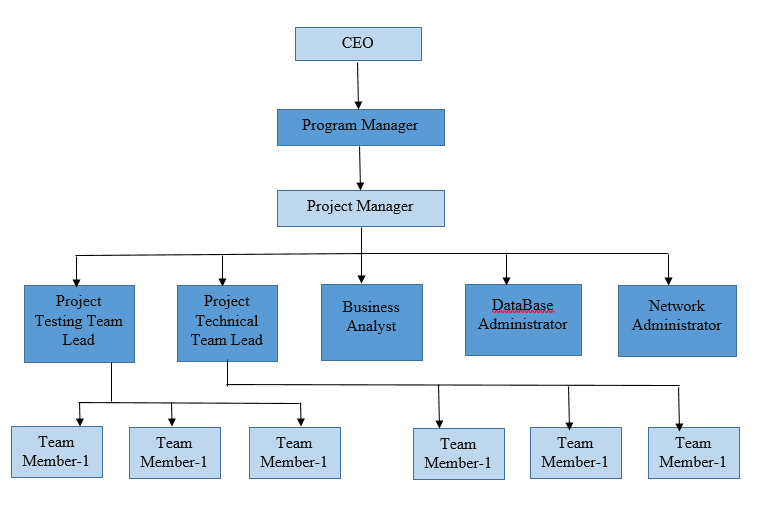 CEO
Program Manager
Project Manager
Project
Testing Team
Lead
Project
Technical
Team Lead
Business
Analyst
DataBase
Administrator
Network
Administrator
Team
Member-1
Team
Member-1
Team
Member-1
Team
Member-1
Team
Member-1
Team
Member-1